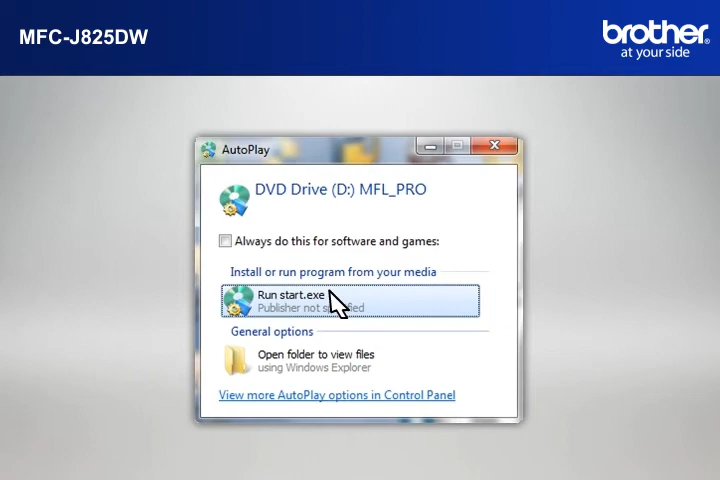 MFC-J825DW
brother
at your side
AutoPlay
DVD Drive (D:) MFL_PRO
Always do this for software and games:
Install or run program from your media
Run start.exe
Publisher not specified
General options
Open folder to view files
using Windows Explorer
View more AutoPlay options in Control Panel